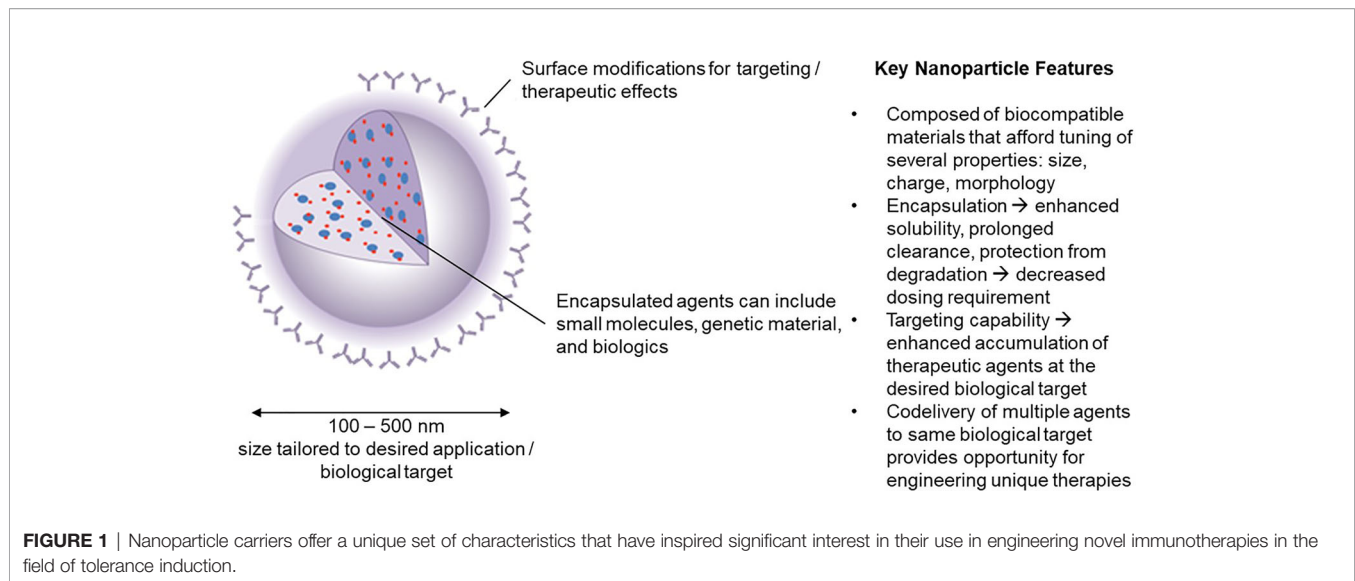 Surface modifications for targeting /
therapeutic effects
Encapsulated agents can include
small molecules, genetic material,
and biologics
100 – 500 nm
size tailored to desired application /
biological target
Key Nanoparticle Features
• Composed of biocompatible
materials that afford tuning of
several properties: size,
charge, morphology
• Encapsulation → enhanced
solubility, prolonged
clearance, protection from
degradation → decreased
dosing requirement
• Targeting capability →
enhanced accumulation of
therapeutic agents at the
desired biological target
• Codelivery of multiple agents
to same biological target
provides opportunity for
engineering unique therapies
FIGURE 1 | Nanoparticle carriers offer a unique set of characteristics that have inspired significant interest in their use in engineering novel immunotherapies in the
field of tolerance induction.